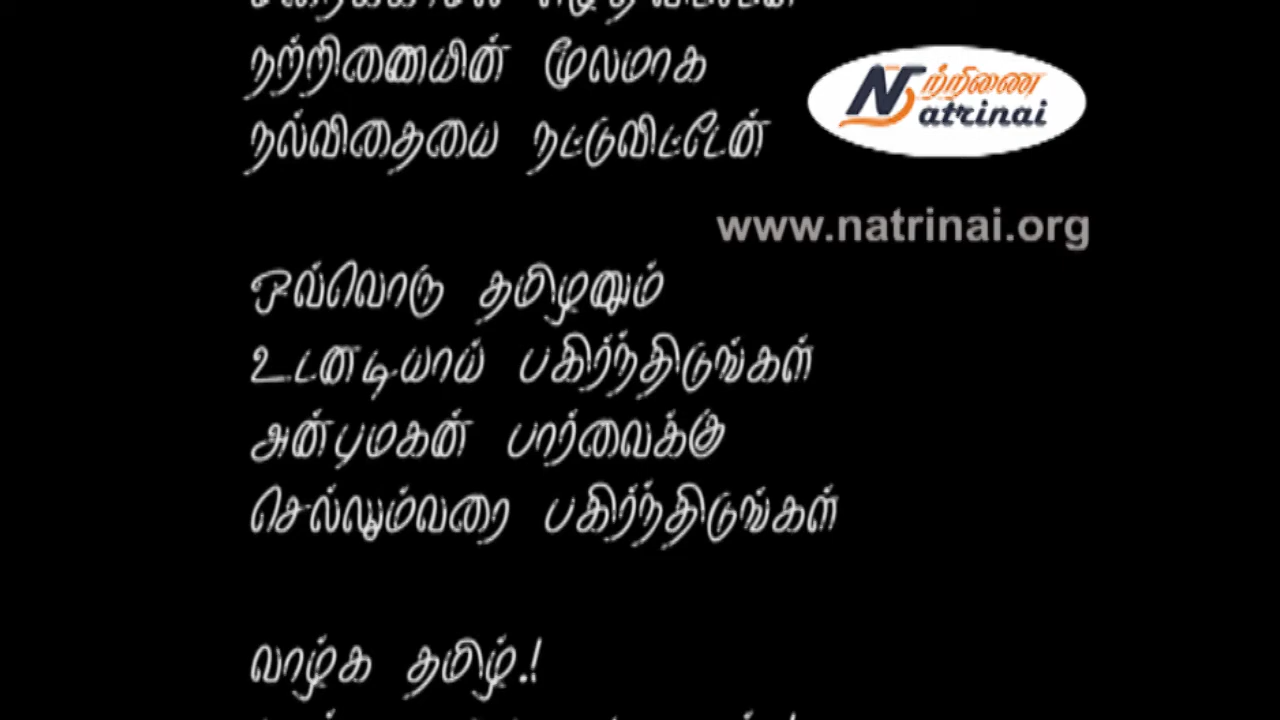 நற்றிணையின் மூலமாக
நல்விதையை நட்டுவிட்டேன்
நற்றிணை
Natrinai
www.natrinai.org
ஒவ்வொரு தமிழனும்
உடனடியாய் பகிர்ந்திடுங்கள்
அன்புமகன் பார்வைக்கு
செல்லும்வரை பகிர்ந்திடுங்கள்
வாழ்க தமிழ்.!